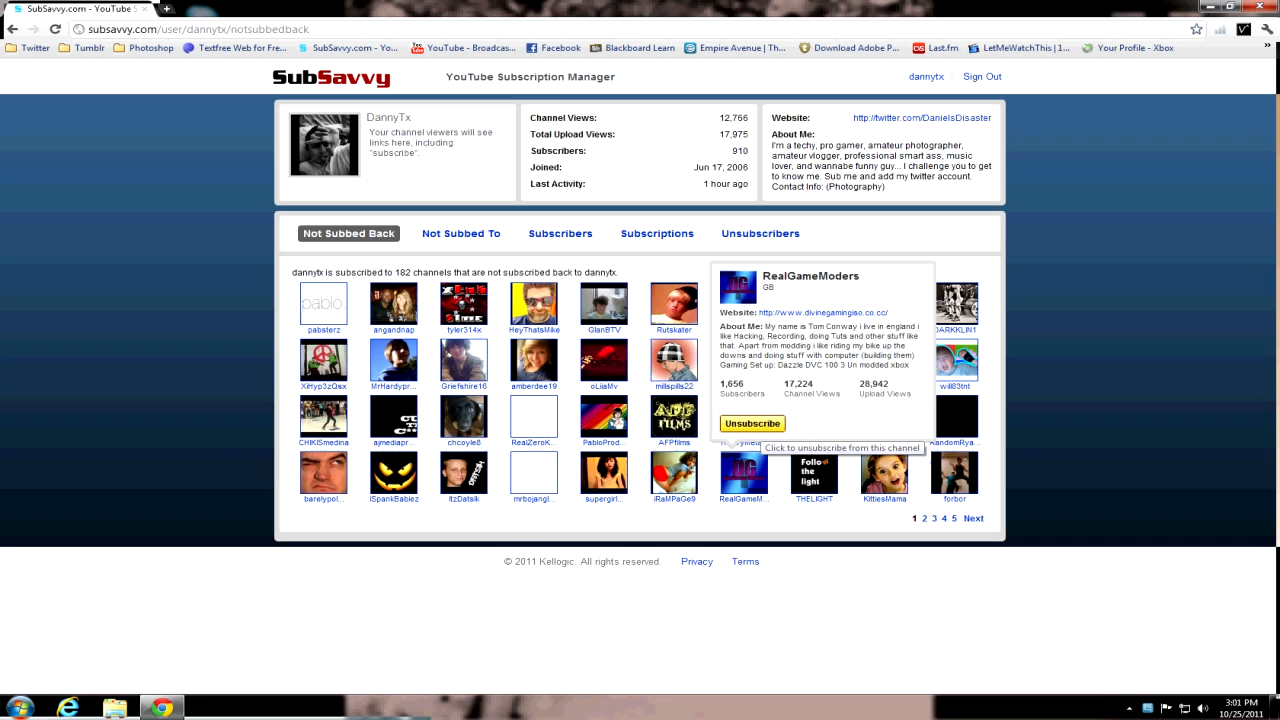 SubSavvy.com - YouTube S
subsavvy.com/user/dannytx/notsubbedback
Twitter Tumblr Photoshop Textfree Web for Fre... SubSavvy.com - Yo... YouTube - Broadcas... Facebook Blackboard Learn Empire Avenue | Th... Download Adobe P... Last.fm LetMeWatchThis | 1... Your Profile - Xbox »
SubSavvy YouTube Subscription Manager dannytx Sign Out
DannyTx
Your channel viewers will see
links here, including
"subscribe".
Channel Views: 12,766
Total Upload Views: 17,975
Subscribers: 910
Joined: Jun 17, 2006
Last Activity: 1 hour ago
Website: http://twitter.com/DanielsDisaster
About Me:
I'm a techy, pro gamer, amateur photographer,
amateur vlogger, professional smart ass, music
lover, and wannabe funny guy... I challenge you to get
to know me. Sub me and add my twitter account.
Contact Info: (Photography)
Not Subbed Back Not Subbed To Subscribers Subscriptions Unsubscribers
dannytx is subscribed to 182 channels that are not subscribed back to dannytx.
pablo
pabsterz angandnap tyler314x HeyThatsMike GlanBTV Rutskater DARKKLIN1
XiHyp3zQsx MrHardypr... Griefshire16 amberdee19 oLiiaMv millspills22 will83tnt
AFP
FILMS
CHIKISmedina ajmediapr... chcoyle8 RealZeroK... PabloProd... AFPfilms RandomRya...
Follo
the
light
barelypol... iSpankBabiez ItzDatsik mrbojangl... supergirl... iRaMPaGe9 RealGameM... THELIGHT KittiesMama forbor
RealGameModers
GB
Website: http://www.divinegamingiso.co.cc/
About Me: My name is Tom Conway i live in england i
like Hacking, Recording, doing Tuts and other stuff like
that. Apart from modding i like riding my bike up the
downs and doing stuff with computer (building them)
Gaming Set up: Dazzle DVC 100 3 Un modded xbox
1,656 17,224 28,942
Subscribers Channel Views Upload Views
Unsubscribe
Click to unsubscribe from this channel
1 2 3 4 5 Next
© 2011 Kellogic. All rights reserved. Privacy Terms
3:01 PM
10/25/2011